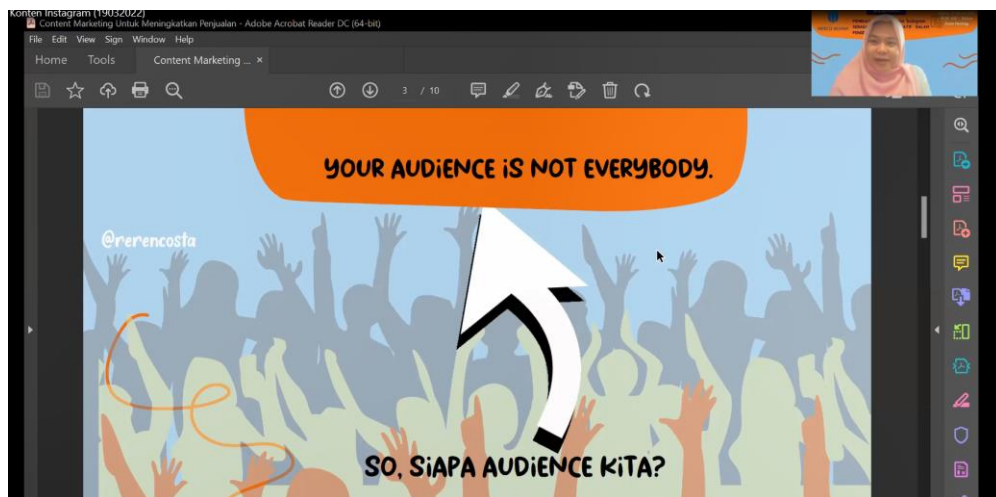 Konten Instagram (19032022)
Content Marketing Untuk Meningkatkan Penjualan - Adobe Acrobat Reader DC (64-bit)
File Edit View Sign Window Help
Home Tools Content Marketing ... ×
3 / 10
YOUR AUDIENCE IS NOT EVERYBODY.
@rerencosta
SO, SIAPA AUDIENCE KITA?